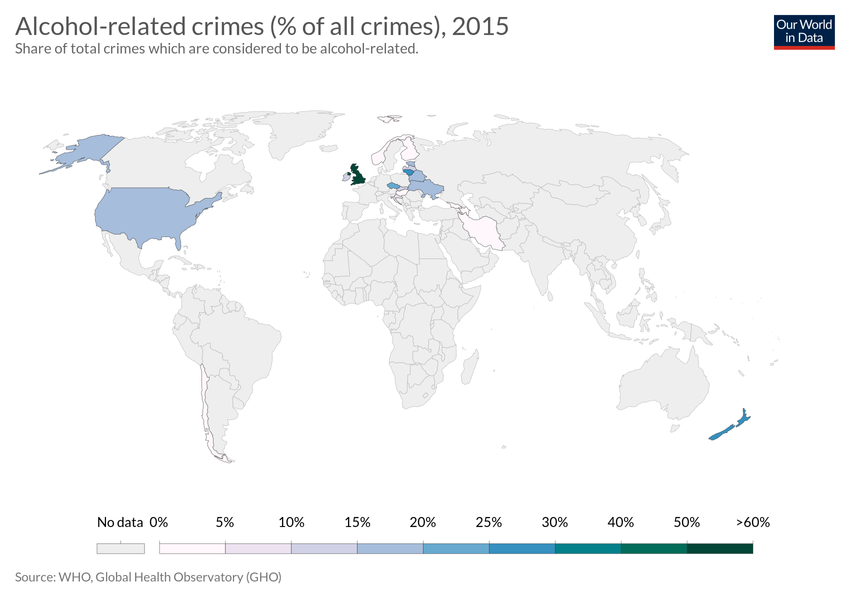 Alcohol-related crimes (% of all crimes), 2015
Share of total crimes which are considered to be alcohol-related.
Our World
in Data
No data 0% 5% 10% 15% 20% 25% 30% 40% 50% >60%
Source: WHO, Global Health Observatory (GHO)